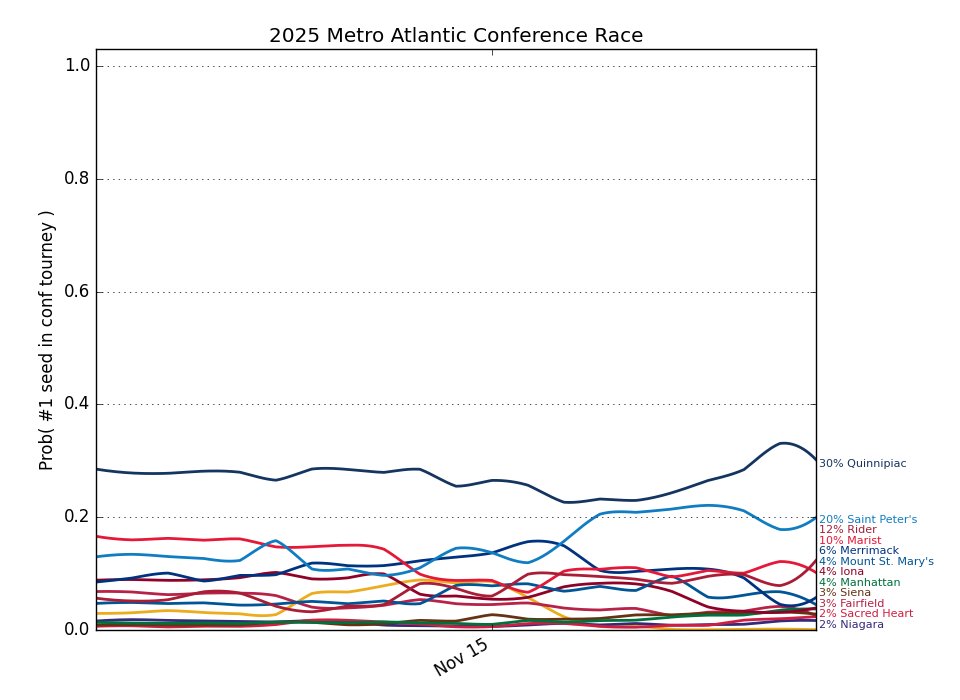 2025 Metro Atlantic Conference Race
Prob( #1 seed in conf tourney )
1.0
0.8
0.6
0.4
0.2
0.0
Nov 15
30% Quinnipiac
20% Saint Peter's
12% Rider
10% Marist
6% Merrimack
4% Mount St. Mary's
4% Iona
4% Manhattan
3% Siena
3% Fairfield
2% Sacred Heart
2% Niagara